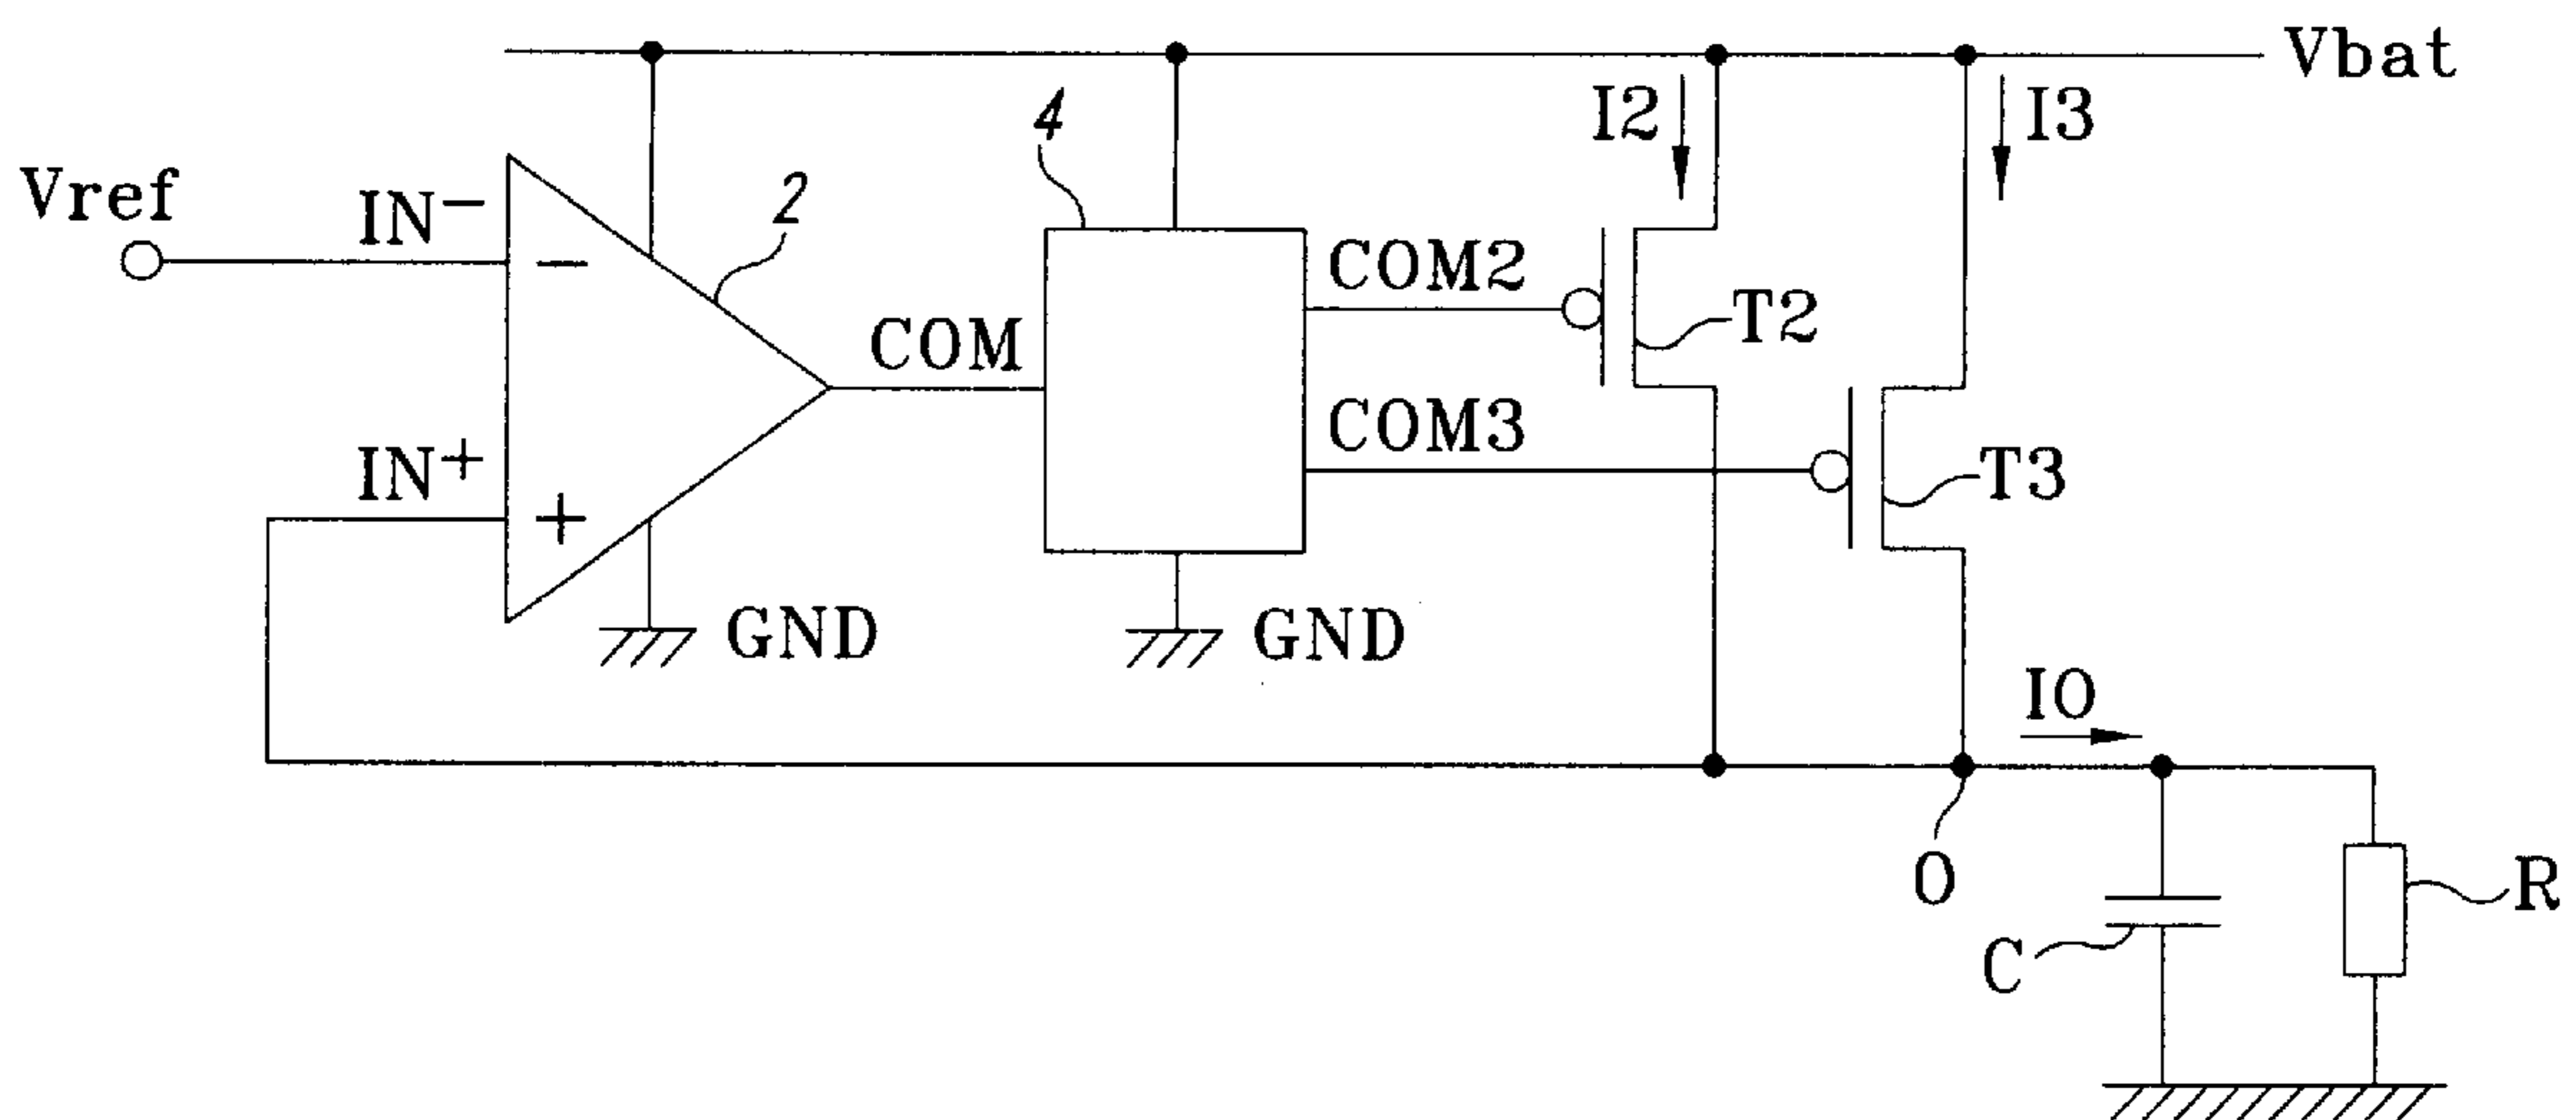 Vbat
I2
I3
4
Vref
IN−
2
COM2
T2
COM
COM3
IN+
T3
−
+
GND
GND
IO
O
R
C